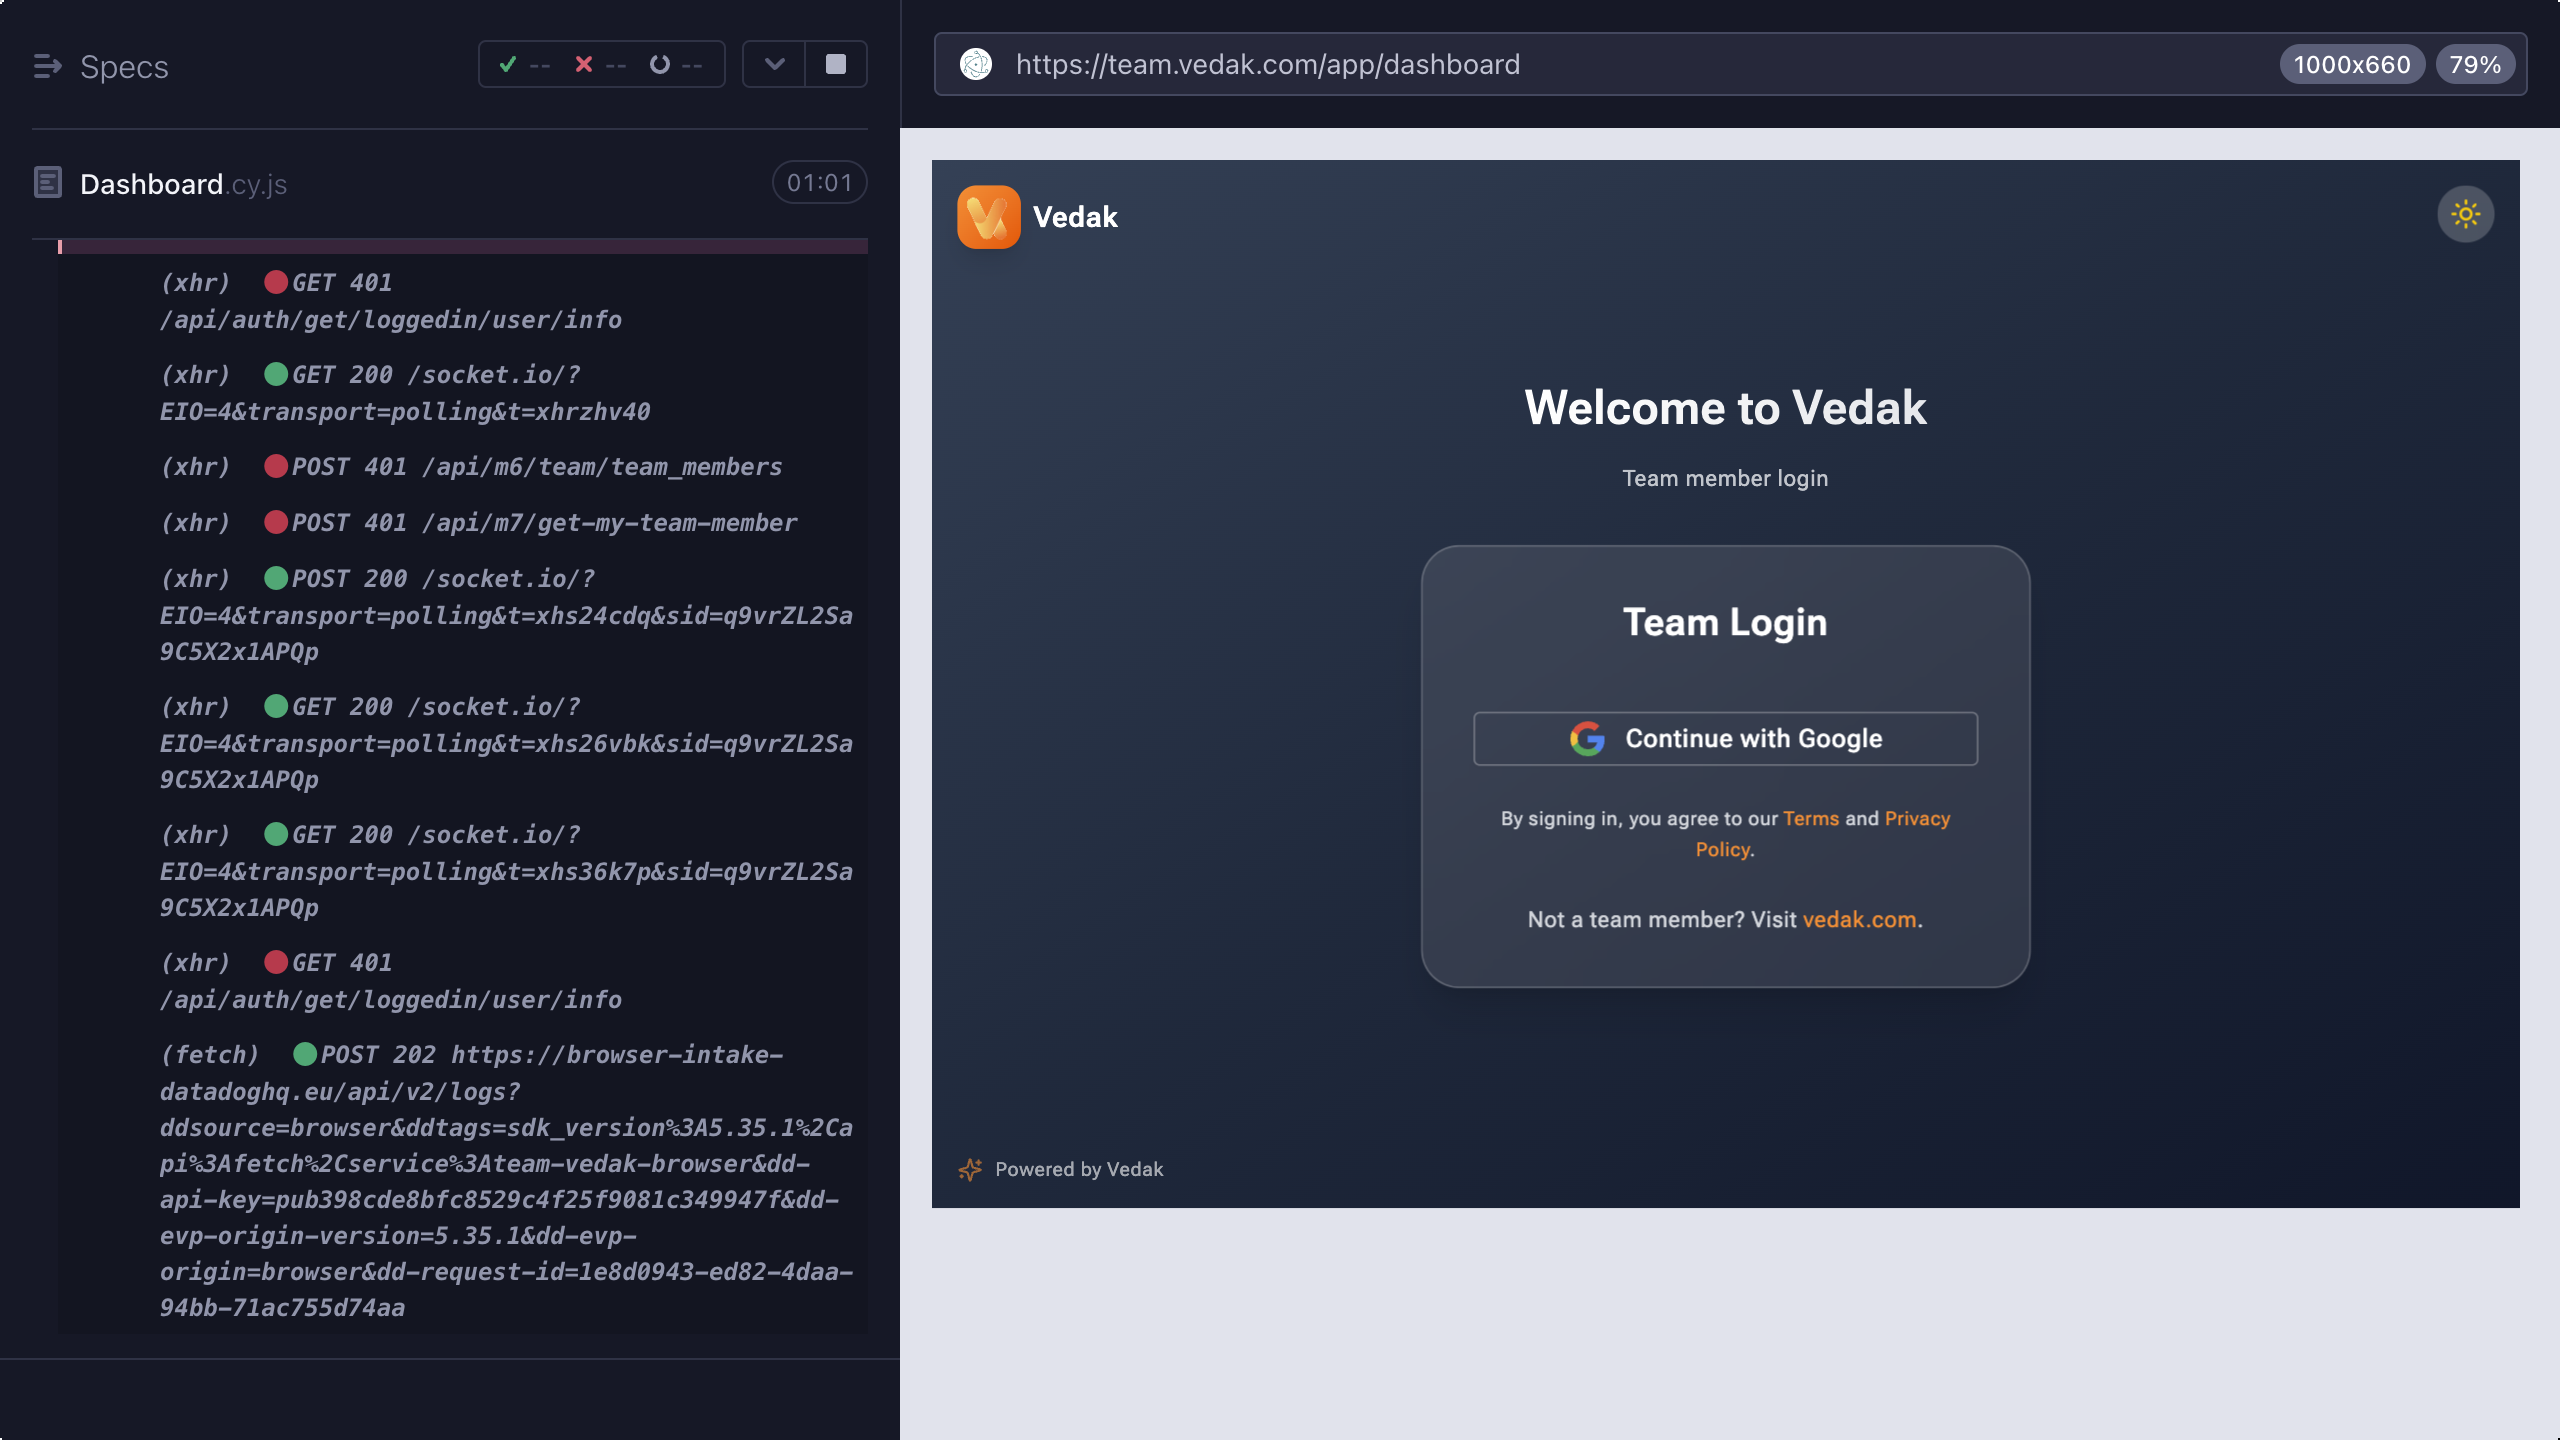 Specs
-- -- --
Dashboard.cy.js
01:01
(xhr) GET 401
/api/auth/get/loggedin/user/info
(xhr) GET 200 /socket.io/?
EIO=4&transport=polling&t=xhrzhv40
(xhr) POST 401 /api/m6/team/team_members
(xhr) POST 401 /api/m7/get-my-team-member
(xhr) POST 200 /socket.io/?
EIO=4&transport=polling&t=xhs24cdq&sid=q9vrZL2Sa
9C5X2x1APQp
(xhr) GET 200 /socket.io/?
EIO=4&transport=polling&t=xhs26vbk&sid=q9vrZL2Sa
9C5X2x1APQp
(xhr) GET 200 /socket.io/?
EIO=4&transport=polling&t=xhs36k7p&sid=q9vrZL2Sa
9C5X2x1APQp
(xhr) GET 401
/api/auth/get/loggedin/user/info
(fetch) POST 202 https://browser-intake-
datadoghq.eu/api/v2/logs?
ddsource=browser&ddtags=sdk_version%3A5.35.1%2Ca
pi%3Afetch%2Cservice%3Ateam-vedak-browser&dd-
api-key=pub398cde8bfc8529c4f25f9081c349947f&dd-
evp-origin-version=5.35.1&dd-evp-
origin=browser&dd-request-id=1e8d0943-ed82-4daa-
94bb-71ac755d74aa
https://team.vedak.com/app/dashboard
1000x660
79%
Vedak
Welcome to Vedak
Team member login
Team Login
Continue with Google
By signing in, you agree to our Terms and Privacy
Policy.
Not a team member? Visit vedak.com.
Powered by Vedak